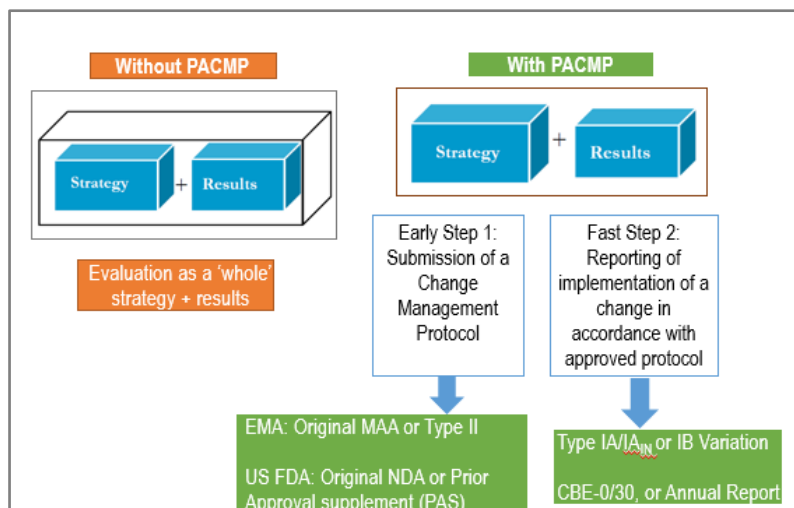 Without PACMP
With PACMP
Strategy
+
Results
Strategy
+
Results
Evaluation as a 'whole'
strategy + results
Early Step 1:
Submission of a
Change
Management
Protocol
Fast Step 2:
Reporting of
implementation of a
change in
accordance with
approved protocol
EMA: Original MAA or Type II
US FDA: Original NDA or Prior
Approval supplement (PAS)
Type IA/IAIN or IB Variation
CBE-0/30, or Annual Report